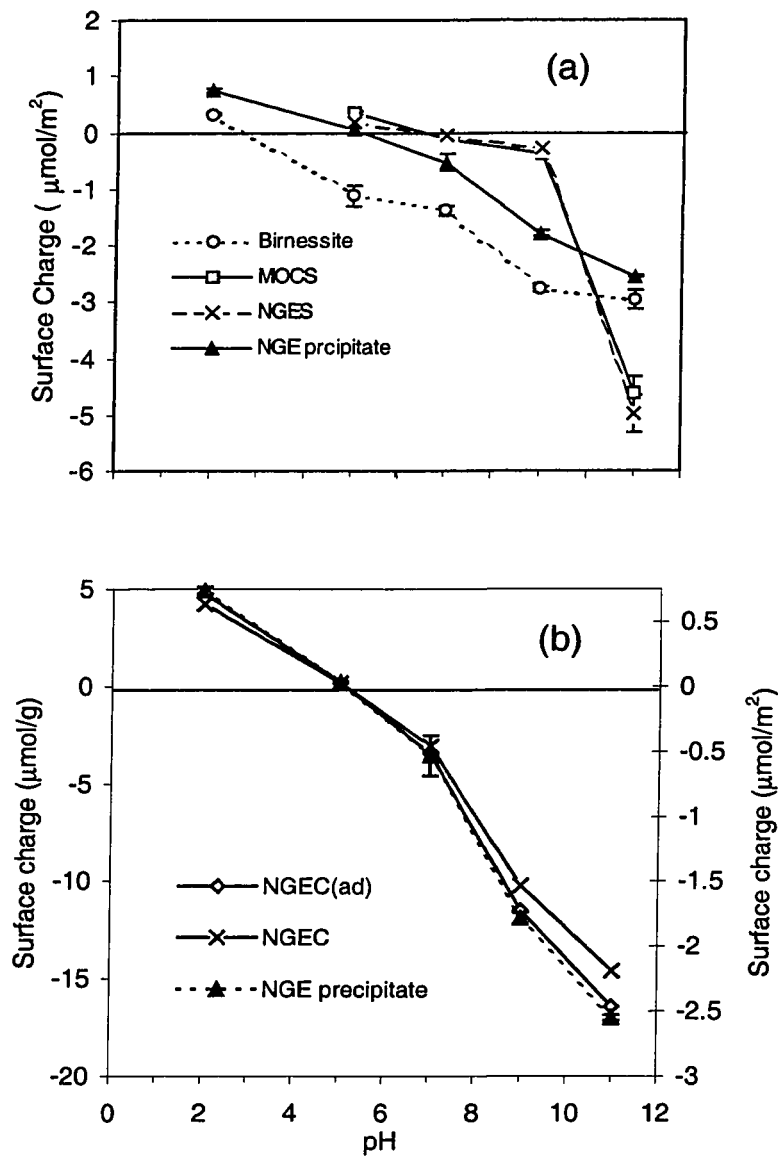 (a)
Surface Charge ( μmol/m²)
2
1
0
-1
-2
-3
-4
-5
-6
Birnessite
MOCS
NGES
NGE prcipitate
(b)
Surface charge (μmol/g)
5
0
-5
-10
-15
-20
NGEC(ad)
NGEC
NGE precipitate
0.5
0
-0.5
-1
-1.5
-2
-2.5
-3
Surface charge (μmol/m²)
0 2 4 6 8 10 12
pH